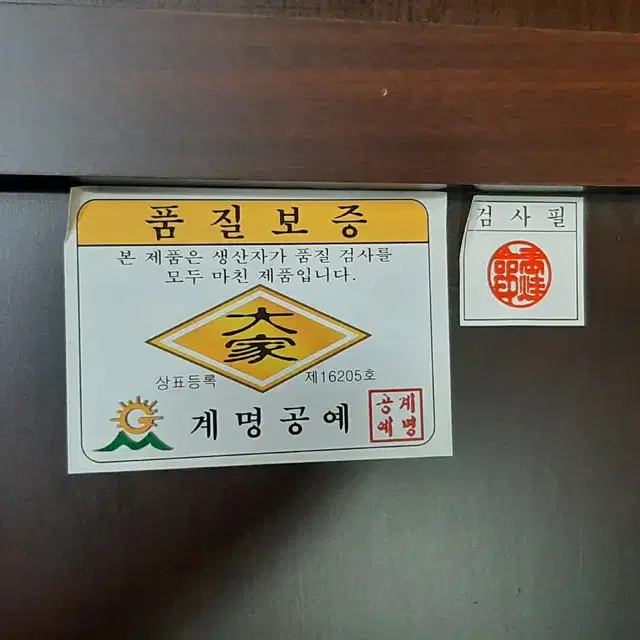 품질보증
본 제품은 생산자가 품질 검사를
모두 마친 제품입니다.
大
家
상표등록 제16205호
계명공예
계명
공예
검사필